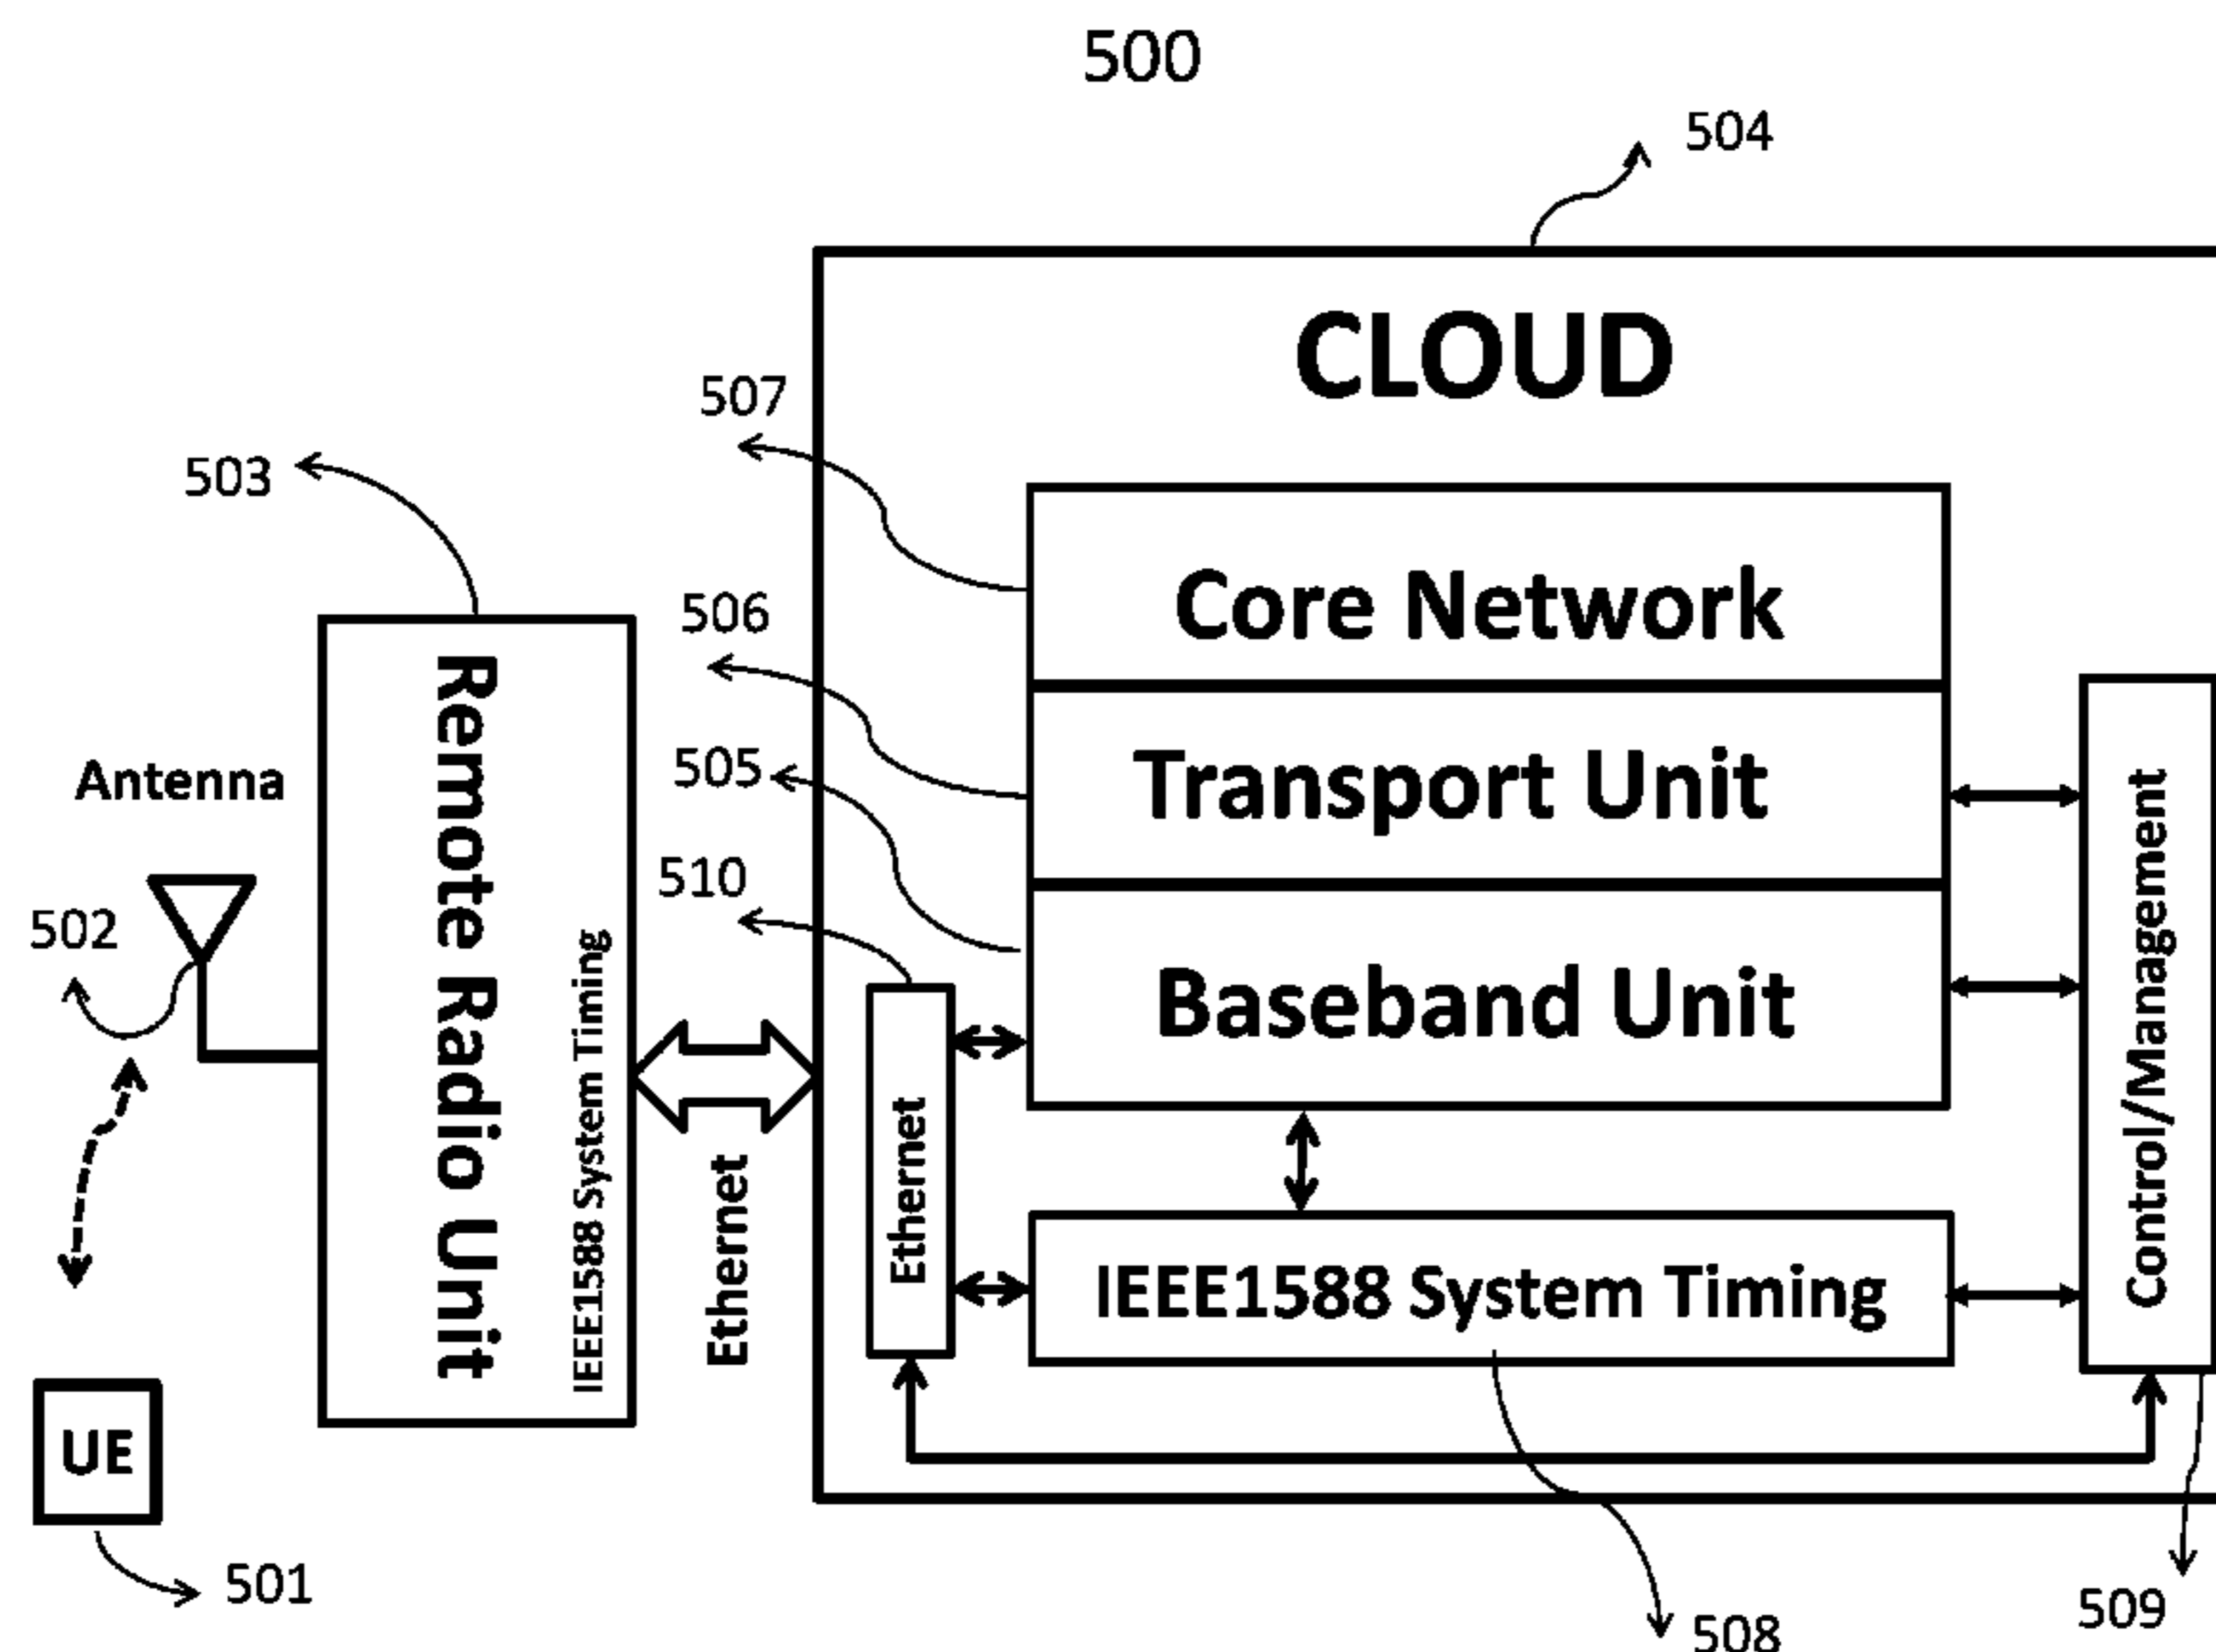 500
504
CLOUD
507
503
Core Network
506
Remote Radio Unit
IEEE1588 System Timing
Transport Unit
505
Antenna
Control/Management
510
502
Baseband Unit
Ethernet
Ethernet
IEEE1588 System Timing
UE
501
509
508